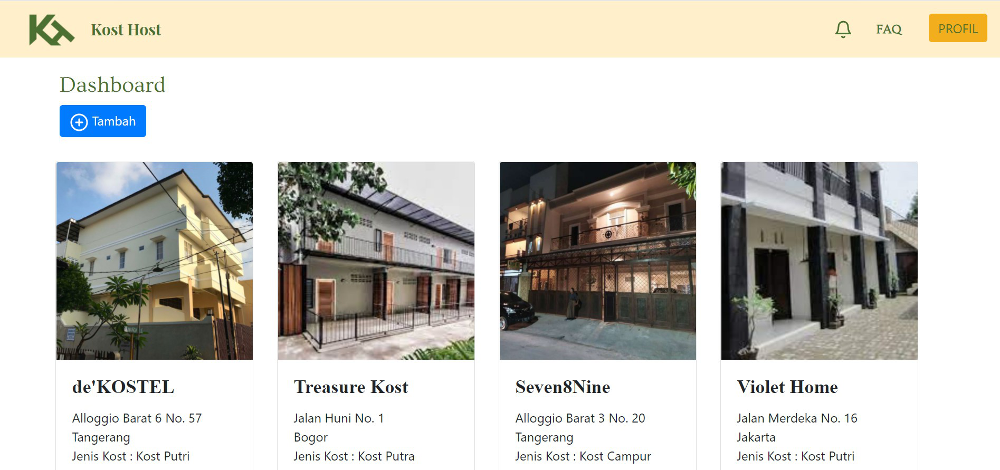 Kost Host
FAQ
PROFIL
Dashboard
Tambah
de'KOSTEL
Alloggio Barat 6 No. 57
Tangerang
Jenis Kost : Kost Putri
Treasure Kost
Jalan Huni No. 1
Bogor
Jenis Kost : Kost Putra
Seven8Nine
Alloggio Barat 3 No. 20
Tangerang
Jenis Kost : Kost Campur
Violet Home
Jalan Merdeka No. 16
Jakarta
Jenis Kost : Kost Putri